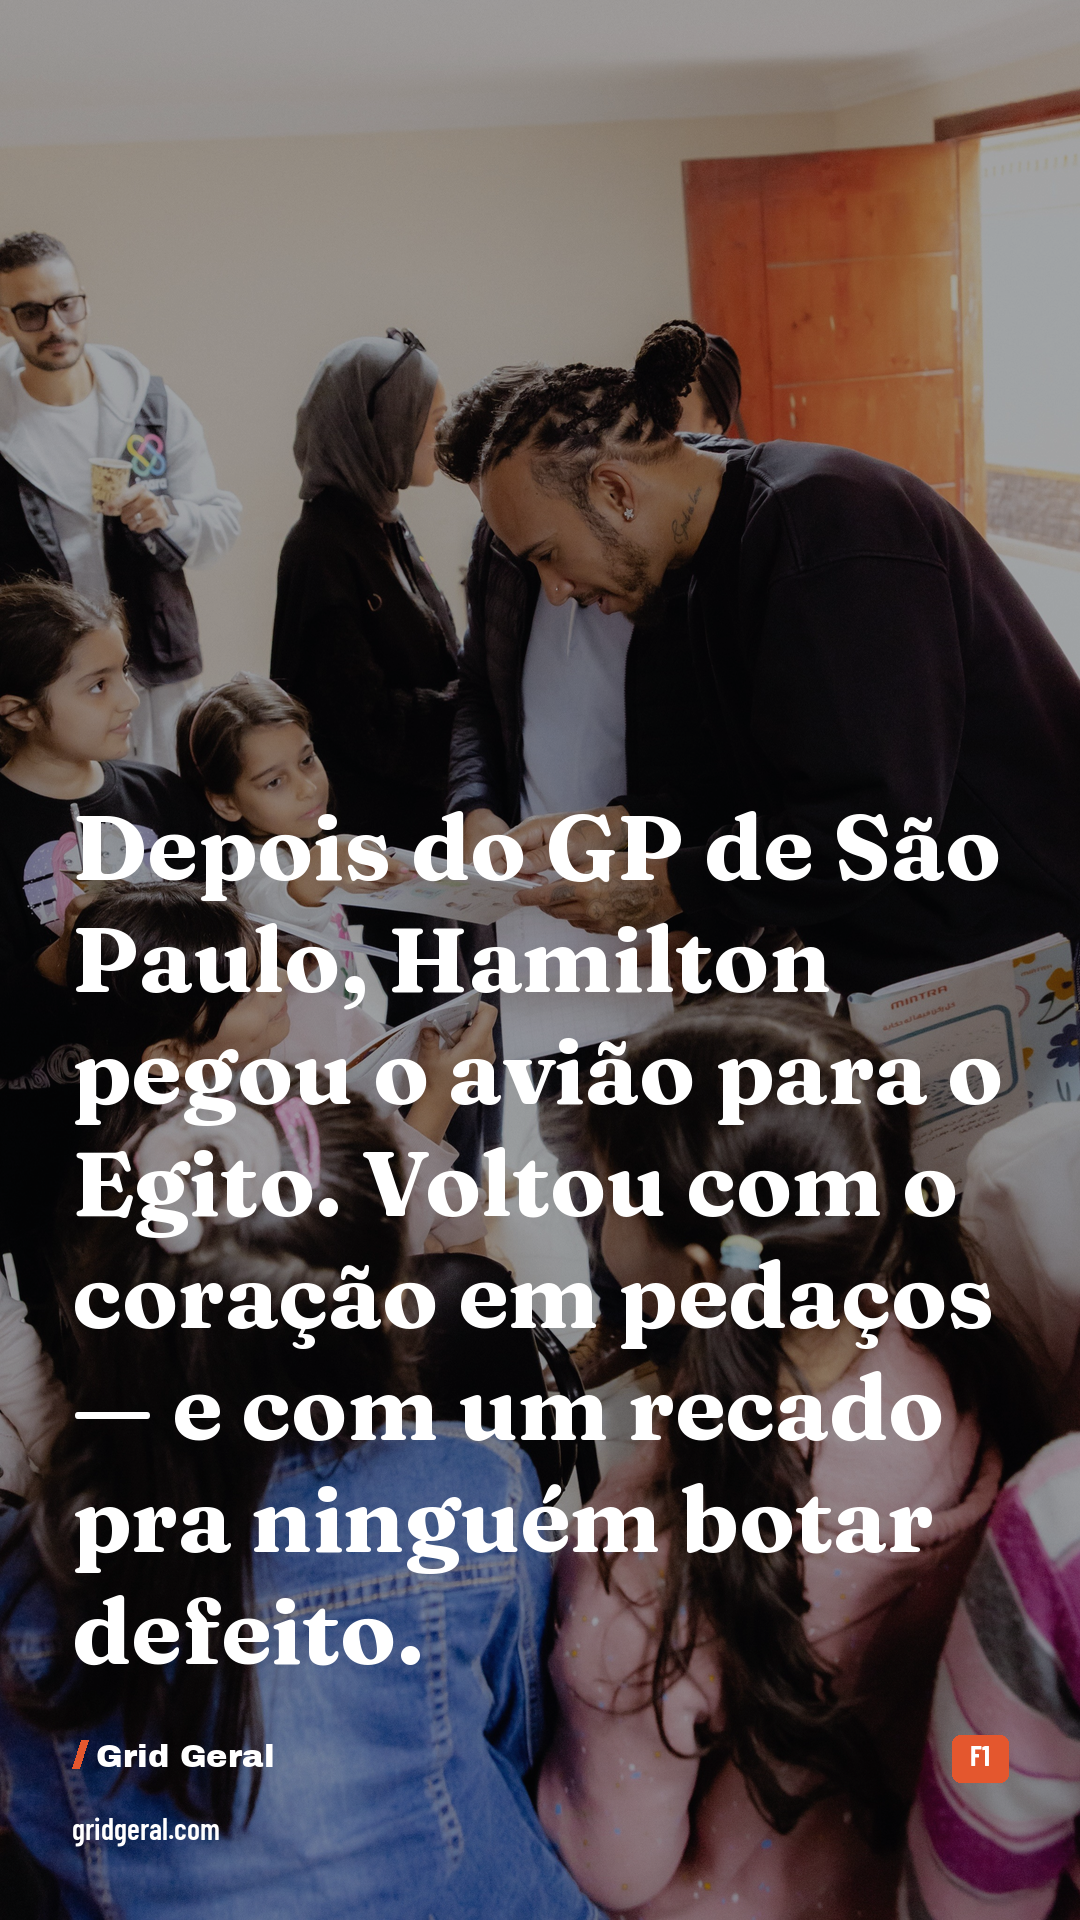 Depois do GP de São
Paulo, Hamilton
pegou o avião para o
Egito. Voltou com o
coração em pedaços
— e com um recado
pra ninguém botar
defeito.
/ Grid Geral
F1
gridgeral.com
MINTRA